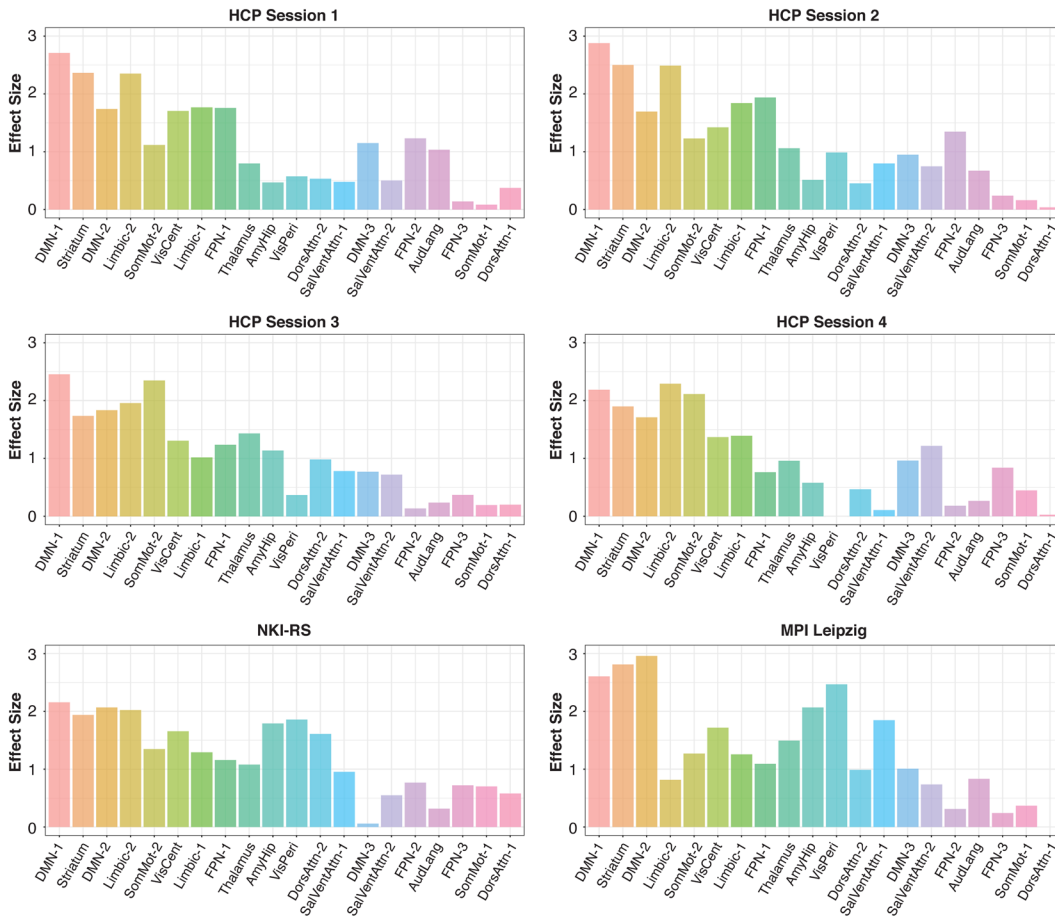 HCP Session 1
Effect Size
3
2
1
0
DMN-1
Striatum
DMN-2
Limbic-2
SomMot-2
VisCent
Limbic-1
FPN-1
Thalamus
AmyHip
VisPeri
DorsAttn-2
SalVentAttn-1
DMN-3
SalVentAttn-2
FPN-2
AudLang
FPN-3
SomMot-1
DorsAttn-1
HCP Session 2
Effect Size
3
2
1
0
DMN-1
Striatum
DMN-2
Limbic-2
SomMot-2
VisCent
Limbic-1
FPN-1
Thalamus
AmyHip
VisPeri
DorsAttn-2
SalVentAttn-1
DMN-3
SalVentAttn-2
FPN-2
AudLang
FPN-3
SomMot-1
DorsAttn-1
HCP Session 3
Effect Size
3
2
1
0
DMN-1
Striatum
DMN-2
Limbic-2
SomMot-2
VisCent
Limbic-1
FPN-1
Thalamus
AmyHip
VisPeri
DorsAttn-2
SalVentAttn-1
DMN-3
SalVentAttn-2
FPN-2
AudLang
FPN-3
SomMot-1
DorsAttn-1
HCP Session 4
Effect Size
3
2
1
0
DMN-1
Striatum
DMN-2
Limbic-2
SomMot-2
VisCent
Limbic-1
FPN-1
Thalamus
AmyHip
VisPeri
DorsAttn-2
SalVentAttn-1
DMN-3
SalVentAttn-2
FPN-2
AudLang
FPN-3
SomMot-1
DorsAttn-1
NKI-RS
Effect Size
3
2
1
0
DMN-1
Striatum
DMN-2
Limbic-2
SomMot-2
VisCent
Limbic-1
FPN-1
Thalamus
AmyHip
VisPeri
DorsAttn-2
SalVentAttn-1
DMN-3
SalVentAttn-2
FPN-2
AudLang
FPN-3
SomMot-1
DorsAttn-1
MPI Leipzig
Effect Size
3
2
1
0
DMN-1
Striatum
DMN-2
Limbic-2
SomMot-2
VisCent
Limbic-1
FPN-1
Thalamus
AmyHip
VisPeri
DorsAttn-2
SalVentAttn-1
DMN-3
SalVentAttn-2
FPN-2
AudLang
FPN-3
SomMot-1
DorsAttn-1